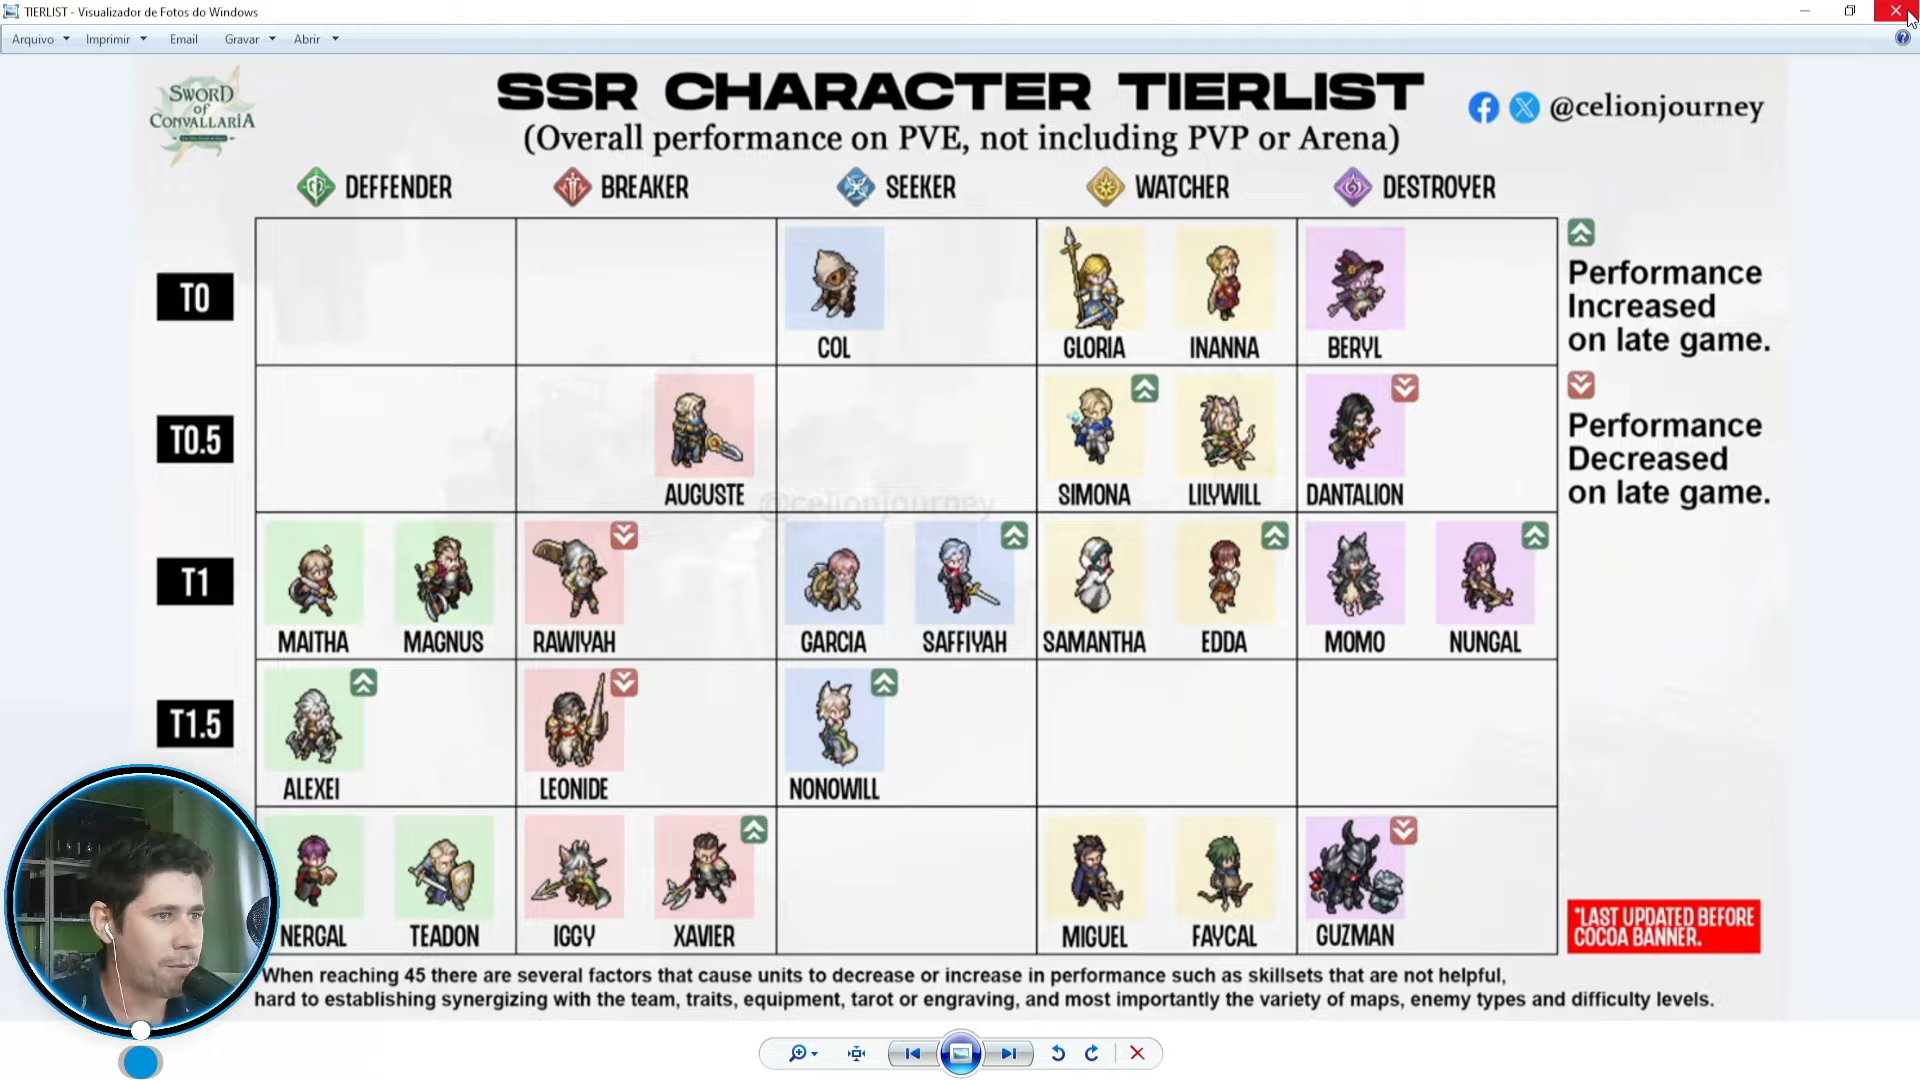 TIERLIST - Visualizador de Fotos do Windows
Arquivo Imprimir Email Gravar Abrir
SWORD
of
CONVALLARIA
SSR CHARACTER TIERLIST
(Overall performance on PVE, not including PVP or Arena)
@celionjourney
DEFFENDER BREAKER SEEKER WATCHER DESTROYER
T0
COL GLORIA INANNA BERYL
Performance
Increased
on late game.
T0.5
AUGUSTE SIMONA LILYWILL DANTALION
Performance
Decreased
on late game.
@celionjourney
T1
MAITHA MAGNUS RAWIYAH GARCIA SAFFIYAH SAMANTHA EDDA MOMO NUNGAL
T1.5
ALEXEI LEONIDE NONOWILL
NERGAL TEADON IGGY XAVIER MIGUEL FAYCAL GUZMAN
*LAST UPDATED BEFORE
COCOA BANNER.
When reaching 45 there are several factors that cause units to decrease or increase in performance such as skillsets that are not helpful,
hard to establishing synergizing with the team, traits, equipment, tarot or engraving, and most importantly the variety of maps, enemy types and difficulty levels.